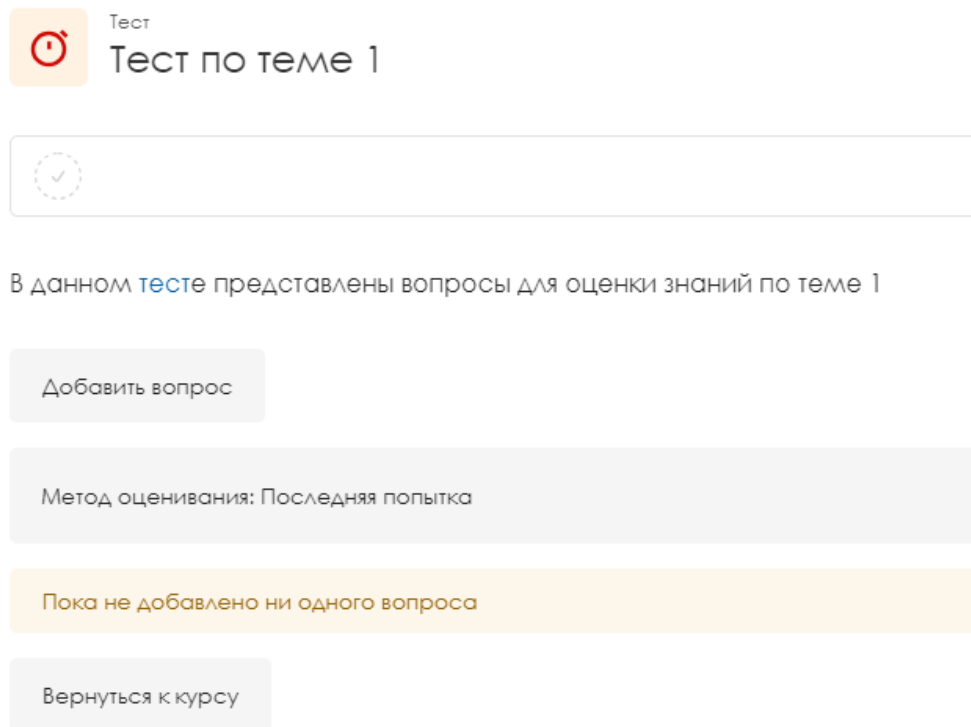 Тест
Тест по теме 1
В данном тесте представлены вопросы для оценки знаний по теме 1
Добавить вопрос
Метод оценивания: Последняя попытка
Пока не добавлено ни одного вопроса
Вернуться к курсу